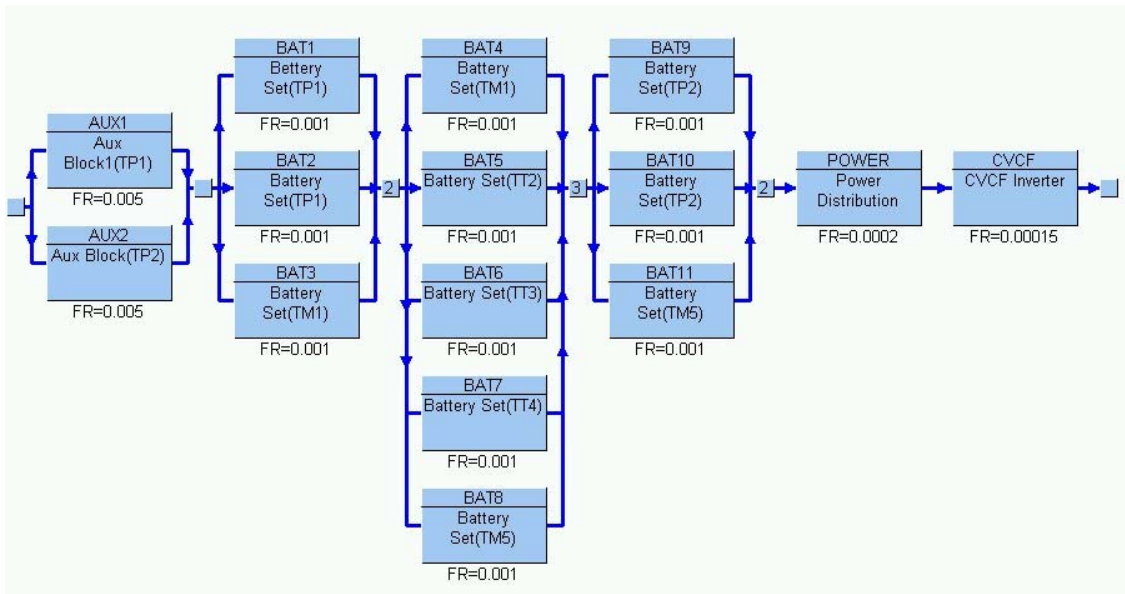 AUX1
Aux
Block1(TP1)
FR=0.005
AUX2
Aux Block(TP2)
FR=0.005
BAT1
Bettery
Set(TP1)
FR=0.001
BAT2
Battery
Set(TP1)
FR=0.001
BAT3
Battery
Set(TM1)
FR=0.001
2
BAT4
Battery
Set(TM1)
FR=0.001
BAT5
Battery Set(TT2)
FR=0.001
BAT6
Battery Set(TT3)
FR=0.001
BAT7
Battery Set(TT4)
FR=0.001
BAT8
Battery
Set(TM5)
FR=0.001
3
BAT9
Battery
Set(TP2)
FR=0.001
BAT10
Battery
Set(TP2)
FR=0.001
BAT11
Battery
Set(TM5)
FR=0.001
2
POWER
Power
Distribution
FR=0.0002
CVCF
CVCF Inverter
FR=0.00015